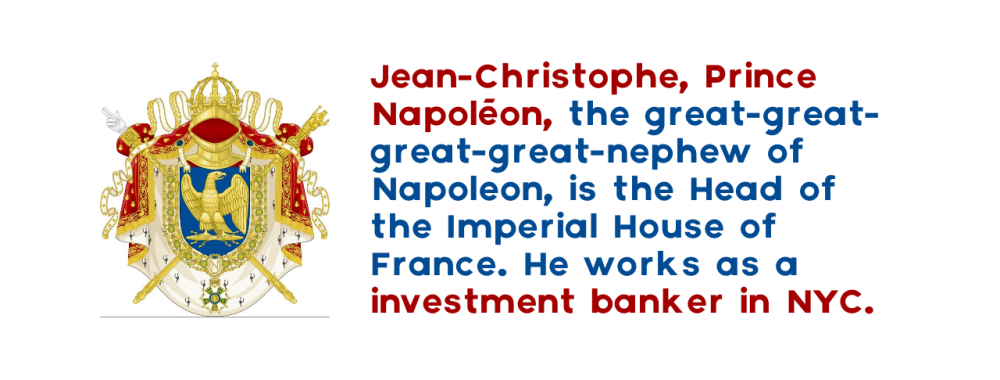 Jean-Christophe, Prince
Napoléon, the great-great-
great-great-nephew of
Napoleon, is the Head of
the Imperial House of
France. He works as a
investment banker in NYC.